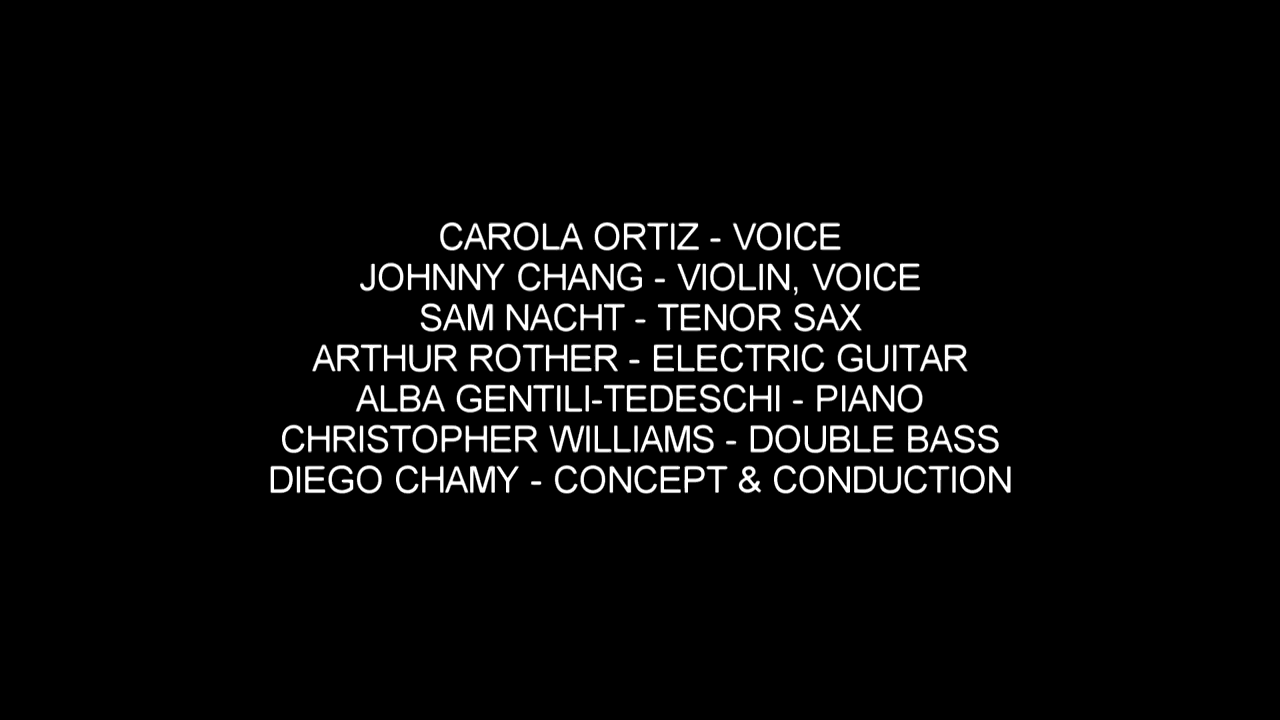 CAROLA ORTIZ - VOICE
JOHNNY CHANG - VIOLIN, VOICE
SAM NACHT - TENOR SAX
ARTHUR ROTHER - ELECTRIC GUITAR
ALBA GENTILI-TEDESCHI - PIANO
CHRISTOPHER WILLIAMS - DOUBLE BASS
DIEGO CHAMY - CONCEPT & CONDUCTION